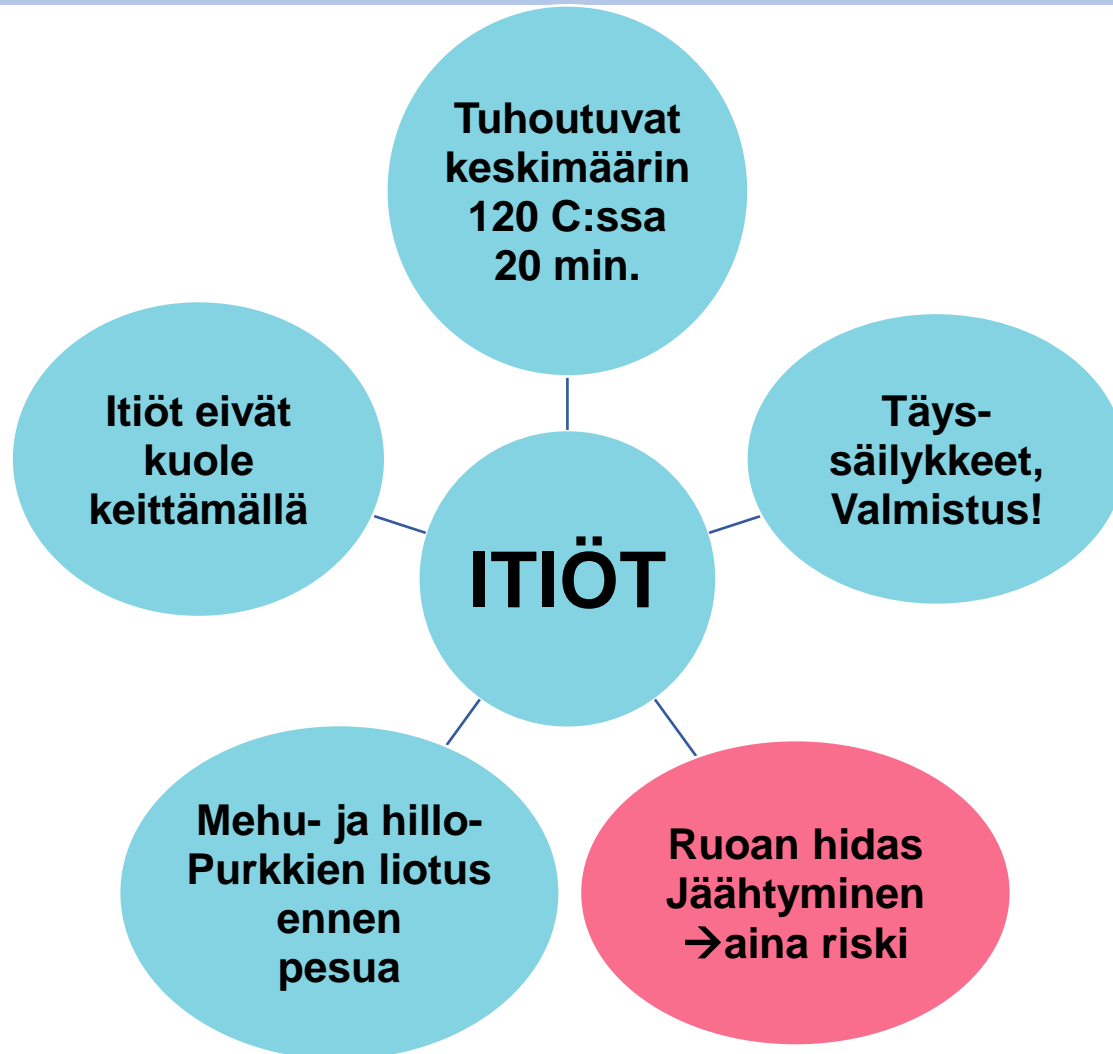 Tuhoutuvat
keskimäärin
120 C:ssa
20 min.
Itiöt eivät
kuole
keittämällä
Täys-
säilykkeet,
Valmistus!
ITIÖT
Mehu- ja hillo-
Purkkien liotus
ennen
pesua
Ruoan hidas
Jäähtyminen
→aina riski